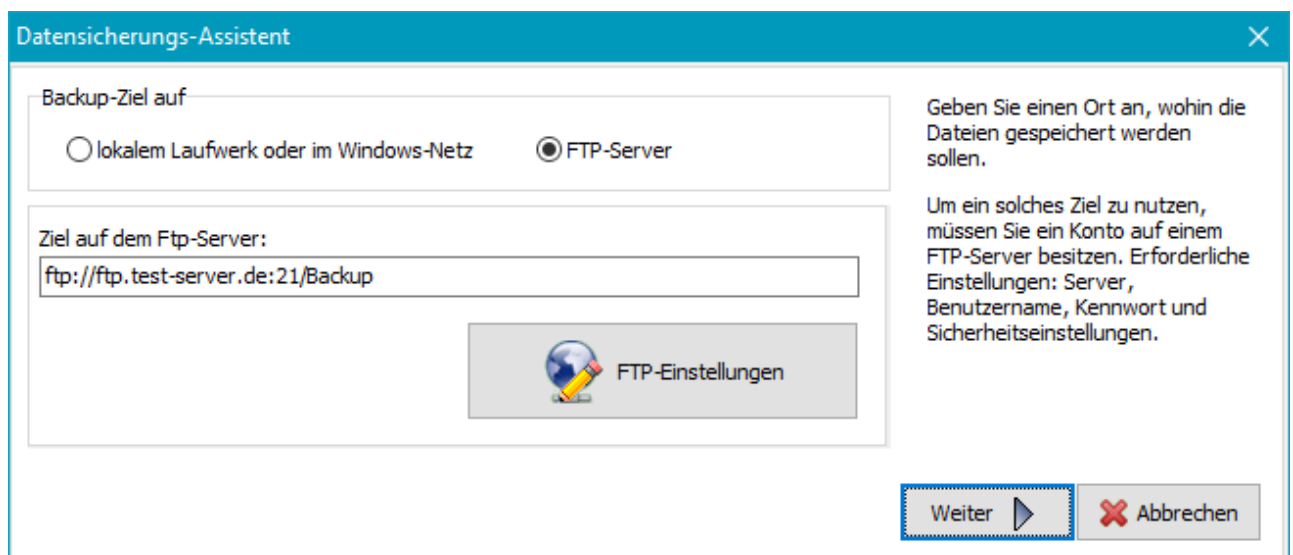 Datensicherungs-Assistent
Backup-Ziel auf
lokalem Laufwerk oder im Windows-Netz
FTP-Server
Ziel auf dem Ftp-Server:
ftp://ftp.test-server.de:21/Backup
FTP-Einstellungen
Geben Sie einen Ort an, wohin die
Dateien gespeichert werden
sollen.
Um ein solches Ziel zu nutzen,
müssen Sie ein Konto auf einem
FTP-Server besitzen. Erforderliche
Einstellungen: Server,
Benutzername, Kennwort und
Sicherheitseinstellungen.
Weiter
Abbrechen